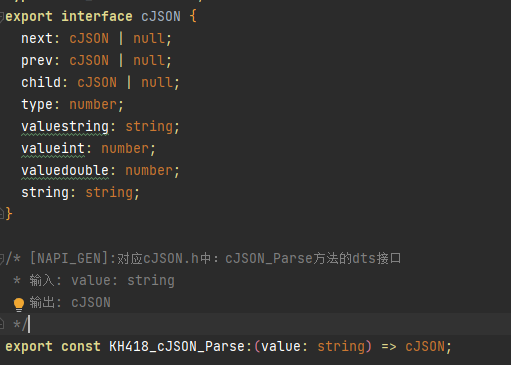 export interface cJSON {
next: cJSON | null;
prev: cJSON | null;
child: cJSON | null;
type: number;
valuestring: string;
valueint: number;
valuedouble: number;
string: string;
}
/* [NAPI_GEN]:对应cJSON.h中: cJSON_Parse方法的dts接口
* 输入: value: string
输出: cJSON
*/
export const KH418_cJSON_Parse:(value: string) => cJSON;